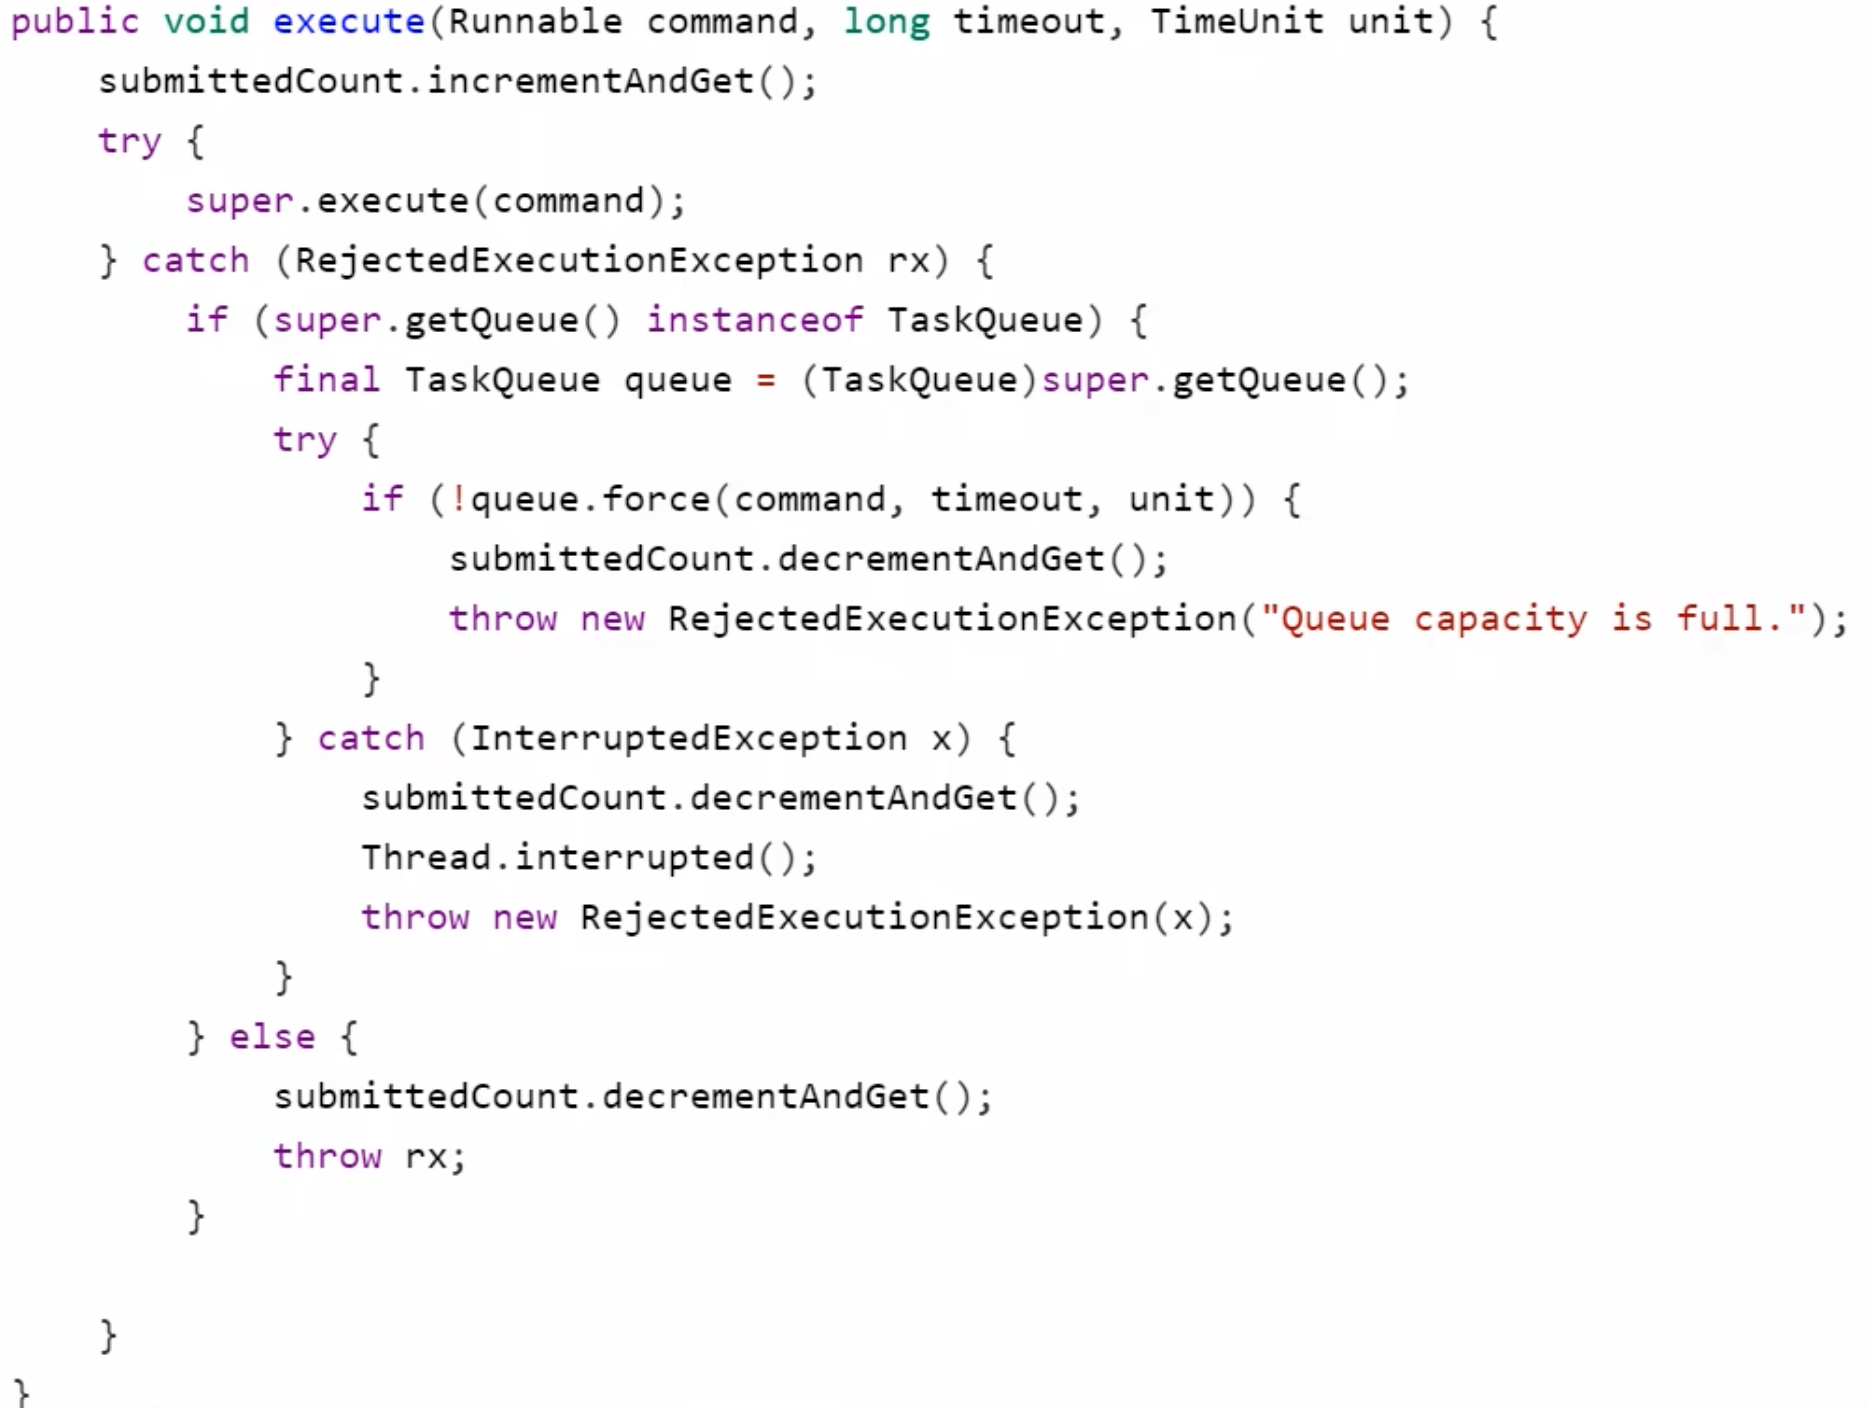 public void execute(Runnable command, long timeout, TimeUnit unit) {
    submittedCount.incrementAndGet();
    try {
        super.execute(command);
    } catch (RejectedExecutionException rx) {
        if (super.getQueue() instanceof TaskQueue) {
            final TaskQueue queue = (TaskQueue)super.getQueue();
            try {
                if (!queue.force(command, timeout, unit)) {
                    submittedCount.decrementAndGet();
                    throw new RejectedExecutionException("Queue capacity is full.");
                }
            } catch (InterruptedException x) {
                submittedCount.decrementAndGet();
                Thread.interrupted();
                throw new RejectedExecutionException(x);
            }
        } else {
            submittedCount.decrementAndGet();
            throw rx;
        }

    }
}